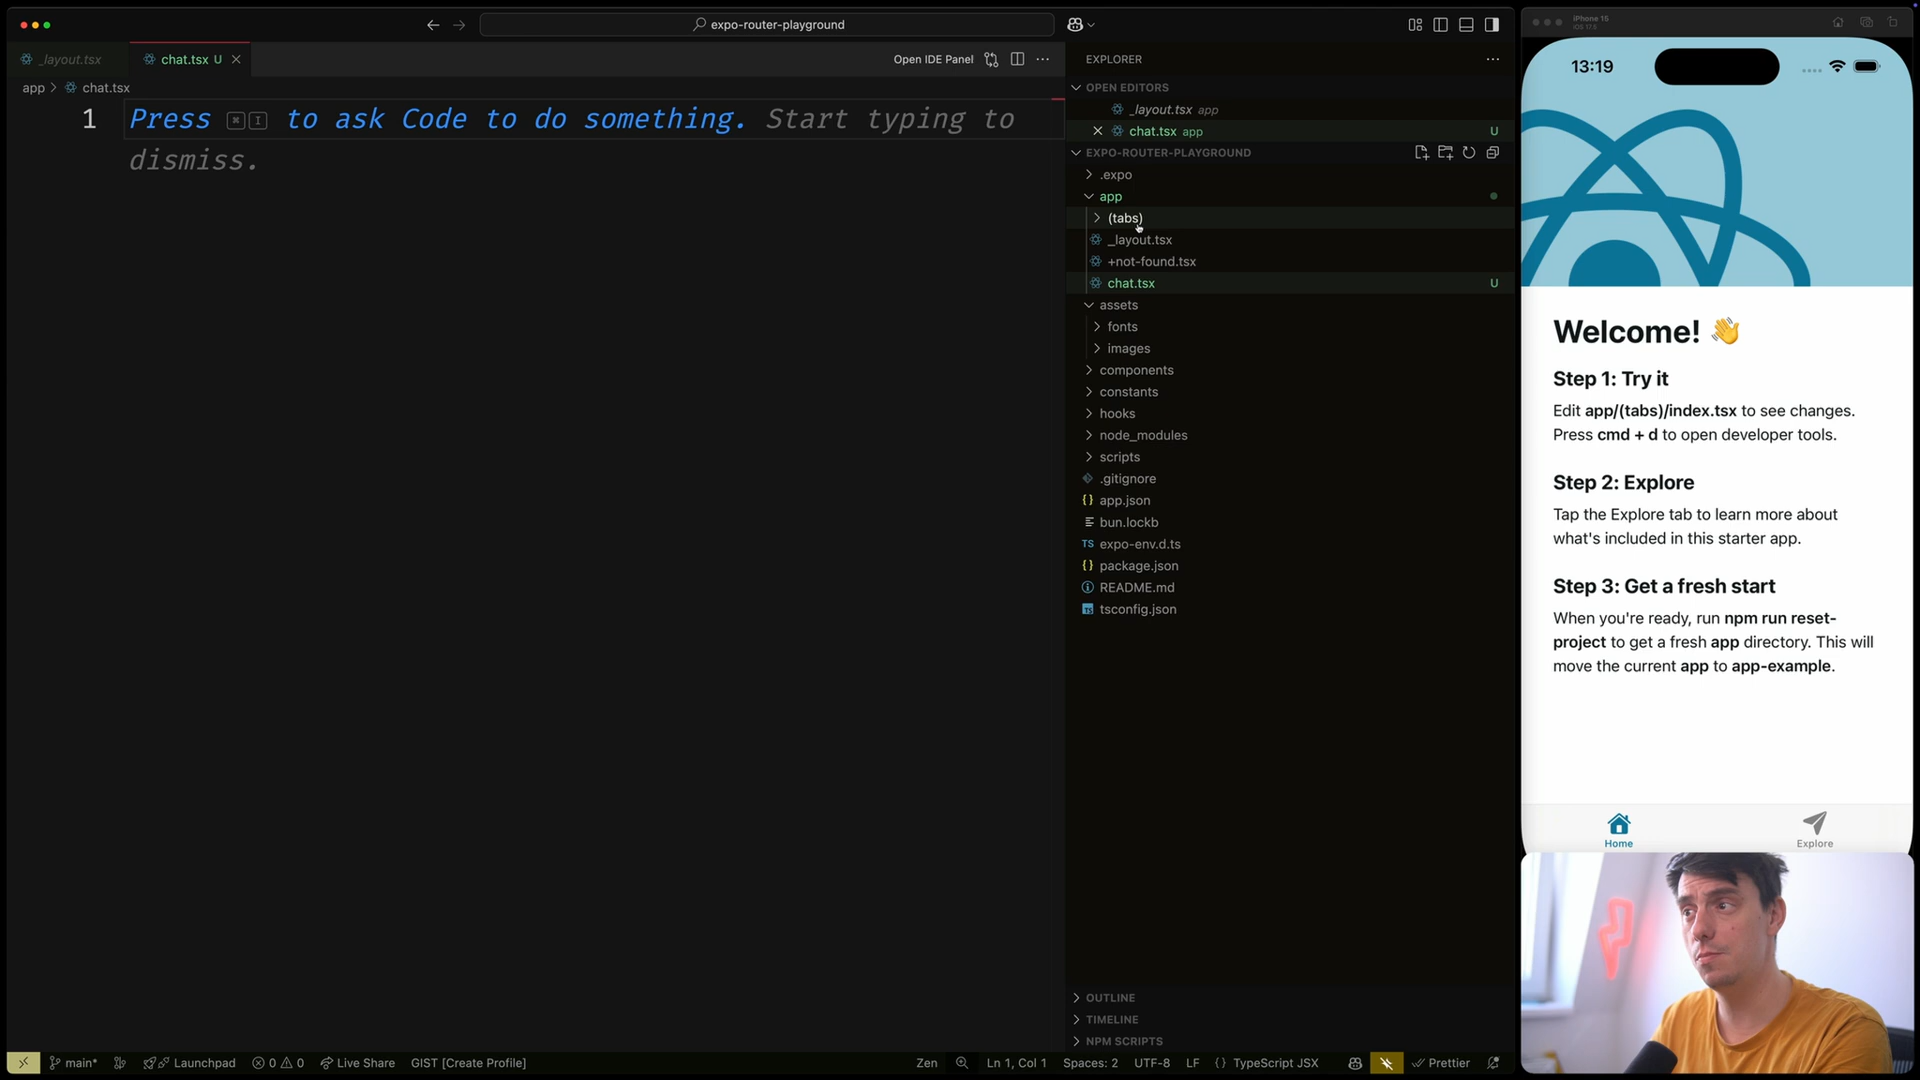 expo-router-playground
_layout.tsx
chat.tsx U
Open IDE Panel
app > chat.tsx
1
Press ⌘ I to ask Code to do something. Start typing to
dismiss.
EXPLORER
OPEN EDITORS
_layout.tsx app
chat.tsx app U
EXPO-ROUTER-PLAYGROUND
.expo
app
(tabs)
_layout.tsx
+not-found.tsx
chat.tsx U
assets
fonts
images
components
constants
hooks
node_modules
scripts
.gitignore
{} app.json
bun.lockb
TS expo-env.d.ts
{} package.json
README.md
TS tsconfig.json
OUTLINE
TIMELINE
NPM SCRIPTS
main*
Launchpad
0 0
Live Share
GIST [Create Profile]
Zen
Ln 1, Col 1
Spaces: 2
UTF-8
LF
{} TypeScript JSX
Prettier
iPhone 15
iOS 17.5
13:19
Welcome! 👋
Step 1: Try it
Edit app/(tabs)/index.tsx to see changes.
Press cmd + d to open developer tools.
Step 2: Explore
Tap the Explore tab to learn more about
what's included in this starter app.
Step 3: Get a fresh start
When you're ready, run npm run reset-
project to get a fresh app directory. This will
move the current app to app-example.
Home
Explore